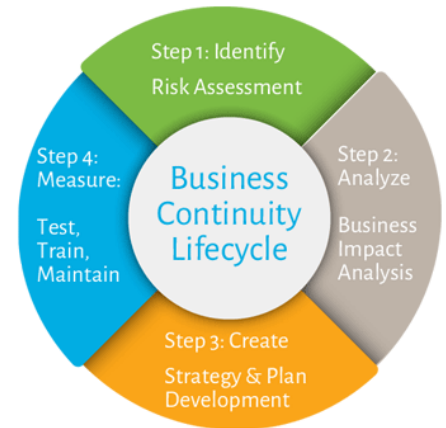 Step 1: Identify
Risk Assessment
Step 2:
Analyze
Business
Impact
Analysis
Step 3: Create
Strategy & Plan
Development
Step 4:
Measure:
Test,
Train,
Maintain
Business
Continuity
Lifecycle